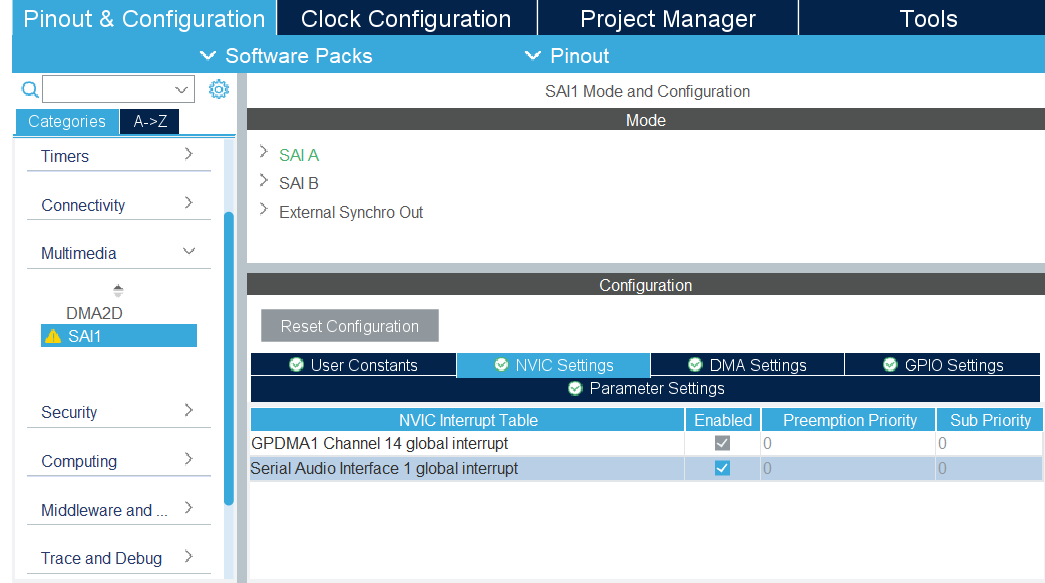 Pinout & Configuration Clock Configuration Project Manager Tools
Software Packs Pinout
SAI1 Mode and Configuration
Categories A->Z
Mode
Timers
Connectivity
Multimedia
DMA2D
SAI1
Security
Computing
Middleware and ...
Trace and Debug
SAI A
SAI B
External Synchro Out
Configuration
Reset Configuration
User Constants NVIC Settings DMA Settings GPIO Settings
Parameter Settings
NVIC Interrupt Table Enabled Preemption Priority Sub Priority
GPDMA1 Channel 14 global interrupt 0 0
Serial Audio Interface 1 global interrupt 0 0